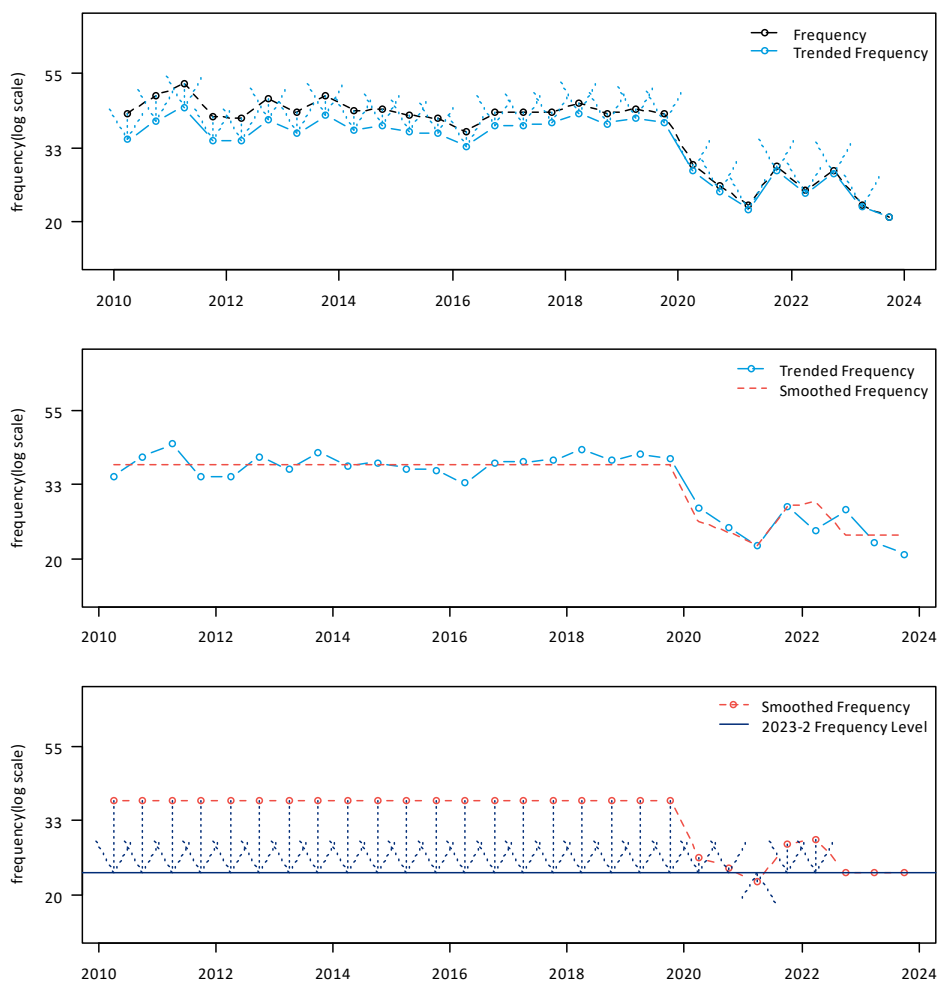 Frequency
Trended Frequency
frequency(log scale)
55
33
20
2010 2012 2014 2016 2018 2020 2022 2024
Trended Frequency
Smoothed Frequency
frequency(log scale)
55
33
20
2010 2012 2014 2016 2018 2020 2022 2024
Smoothed Frequency
2023-2 Frequency Level
frequency(log scale)
55
33
20
2010 2012 2014 2016 2018 2020 2022 2024